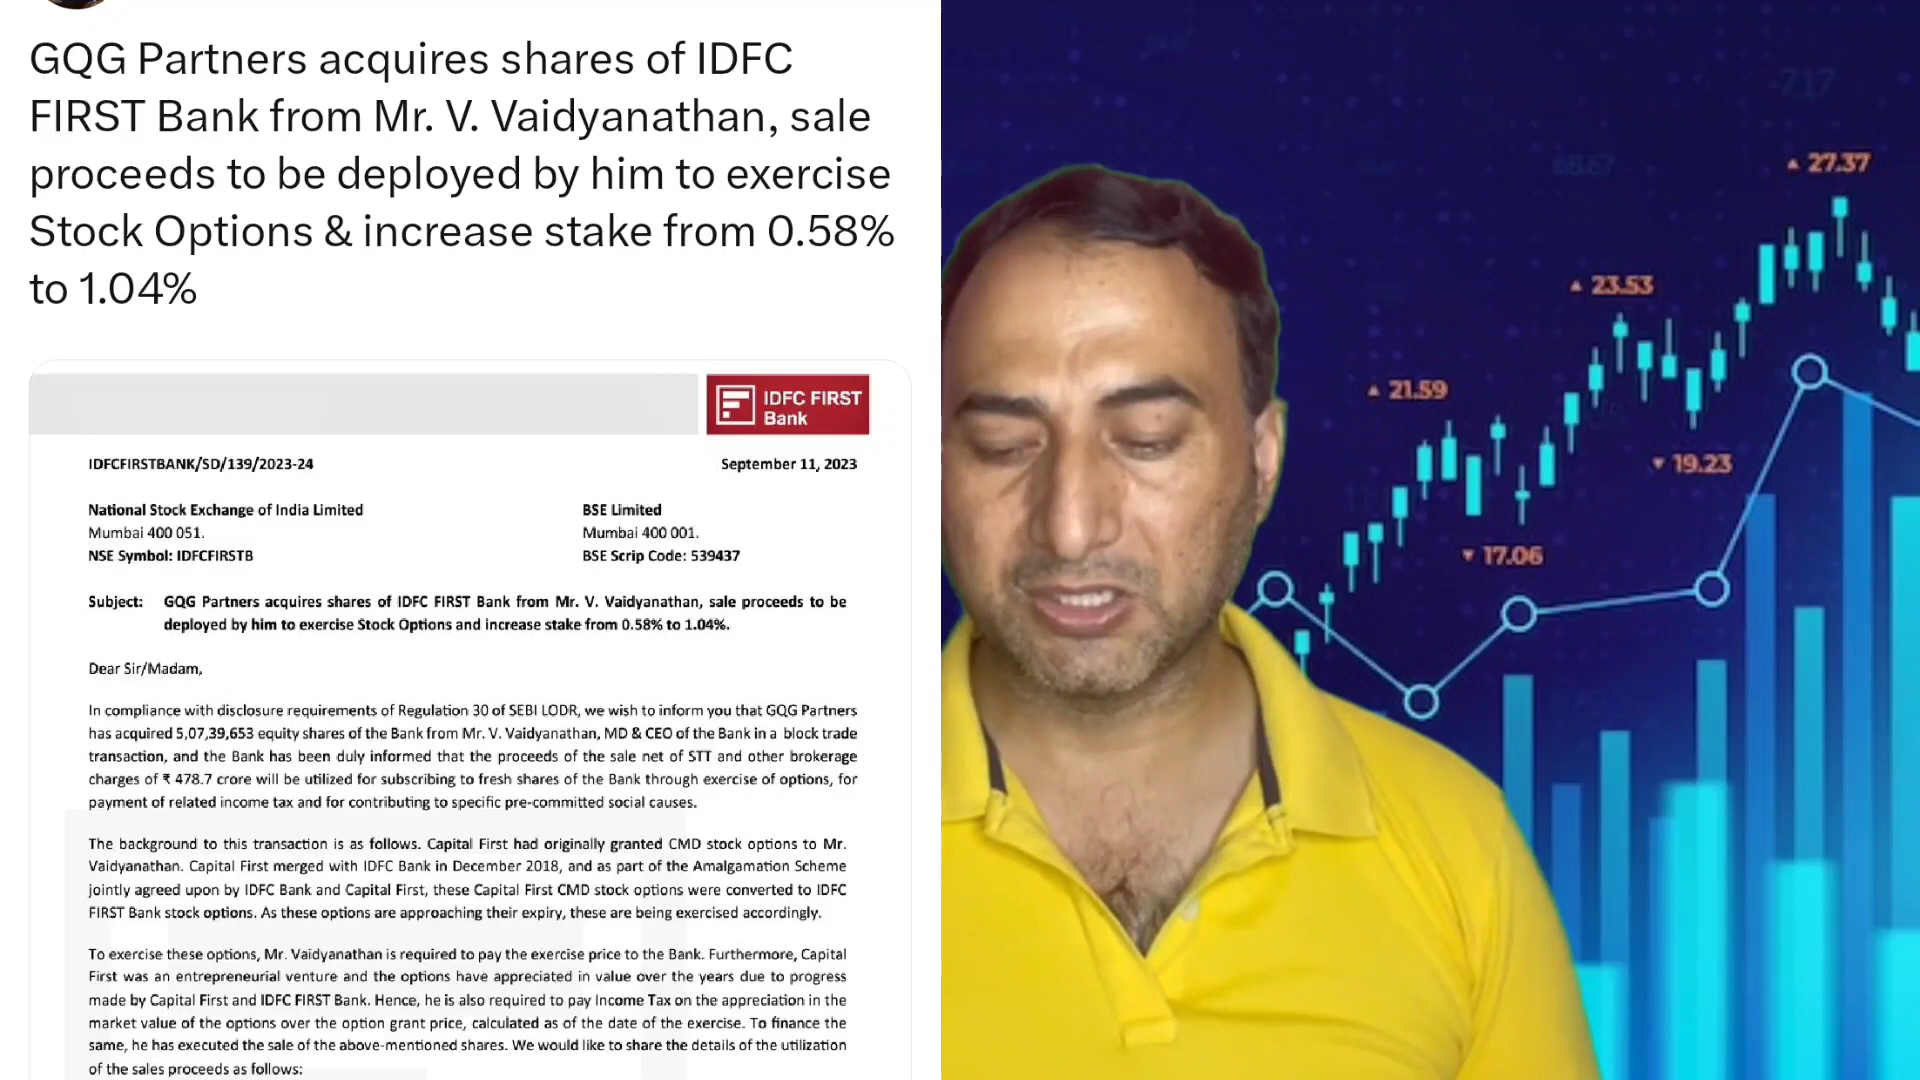 GQG Partners acquires shares of IDFC
FIRST Bank from Mr. V. Vaidyanathan, sale
proceeds to be deployed by him to exercise
Stock Options & increase stake from 0.58%
to 1.04%
IDFC FIRST
Bank
IDFCFIRSTBANK/SD/139/2023-24
September 11, 2023
National Stock Exchange of India Limited
Mumbai 400 051.
NSE Symbol: IDFCFIRSTB
BSE Limited
Mumbai 400 001.
BSE Scrip Code: 539437
Subject: GQG Partners acquires shares of IDFC FIRST Bank from Mr. V. Vaidyanathan, sale proceeds to be
deployed by him to exercise Stock Options and increase stake from 0.58% to 1.04%.
Dear Sir/Madam,
In compliance with disclosure requirements of Regulation 30 of SEBI LODR, we wish to inform you that GQG Partners
has acquired 5,07,39,653 equity shares of the Bank from Mr. V. Vaidyanathan, MD & CEO of the Bank in a block trade
transaction, and the Bank has been duly informed that the proceeds of the sale net of STT and other brokerage
charges of ₹ 478.7 crore will be utilized for subscribing to fresh shares of the Bank through exercise of options, for
payment of related income tax and for contributing to specific pre-committed social causes.
The background to this transaction is as follows. Capital First had originally granted CMD stock options to Mr.
Vaidyanathan. Capital First merged with IDFC Bank in December 2018, and as part of the Amalgamation Scheme
jointly agreed upon by IDFC Bank and Capital First, these Capital First CMD stock options were converted to IDFC
FIRST Bank stock options. As these options are approaching their expiry, these are being exercised accordingly.
To exercise these options, Mr. Vaidyanathan is required to pay the exercise price to the Bank. Furthermore, Capital
First was an entrepreneurial venture and the options have appreciated in value over the years due to progress
made by Capital First and IDFC FIRST Bank. Hence, he is also required to pay Income Tax on the appreciation in the
market value of the options over the option grant price, calculated as of the date of the exercise. To finance the
same, he has executed the sale of the above-mentioned shares. We would like to share the details of the utilization
of the sales proceeds as follows:
-717
68.67
▲ 27.37
▲ 23.53
▲ 21.59
▼ 19.23
▼ 17.06